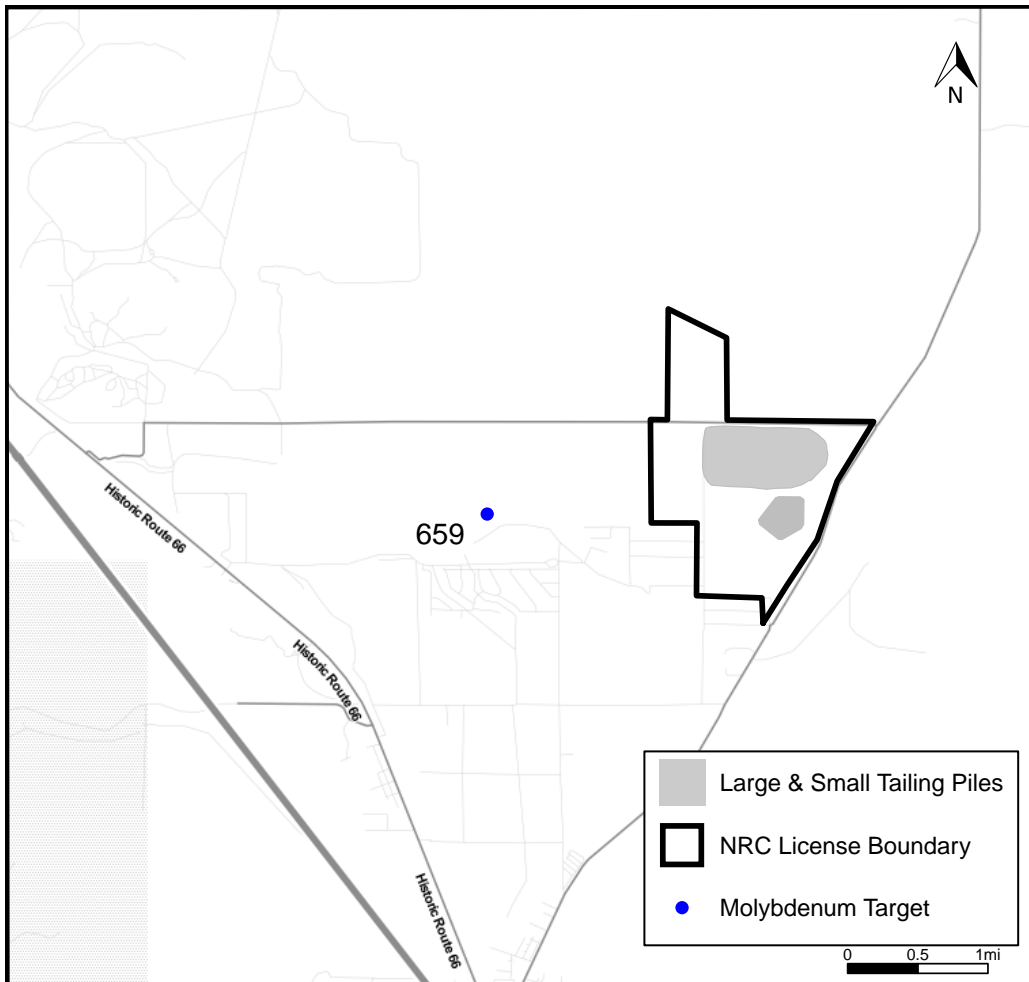 N
Historic Route 66
659
Historic Route 66
Large & Small Tailing Piles
NRC License Boundary
Historic Route 66
Molybdenum Target
0 0.5 1mi